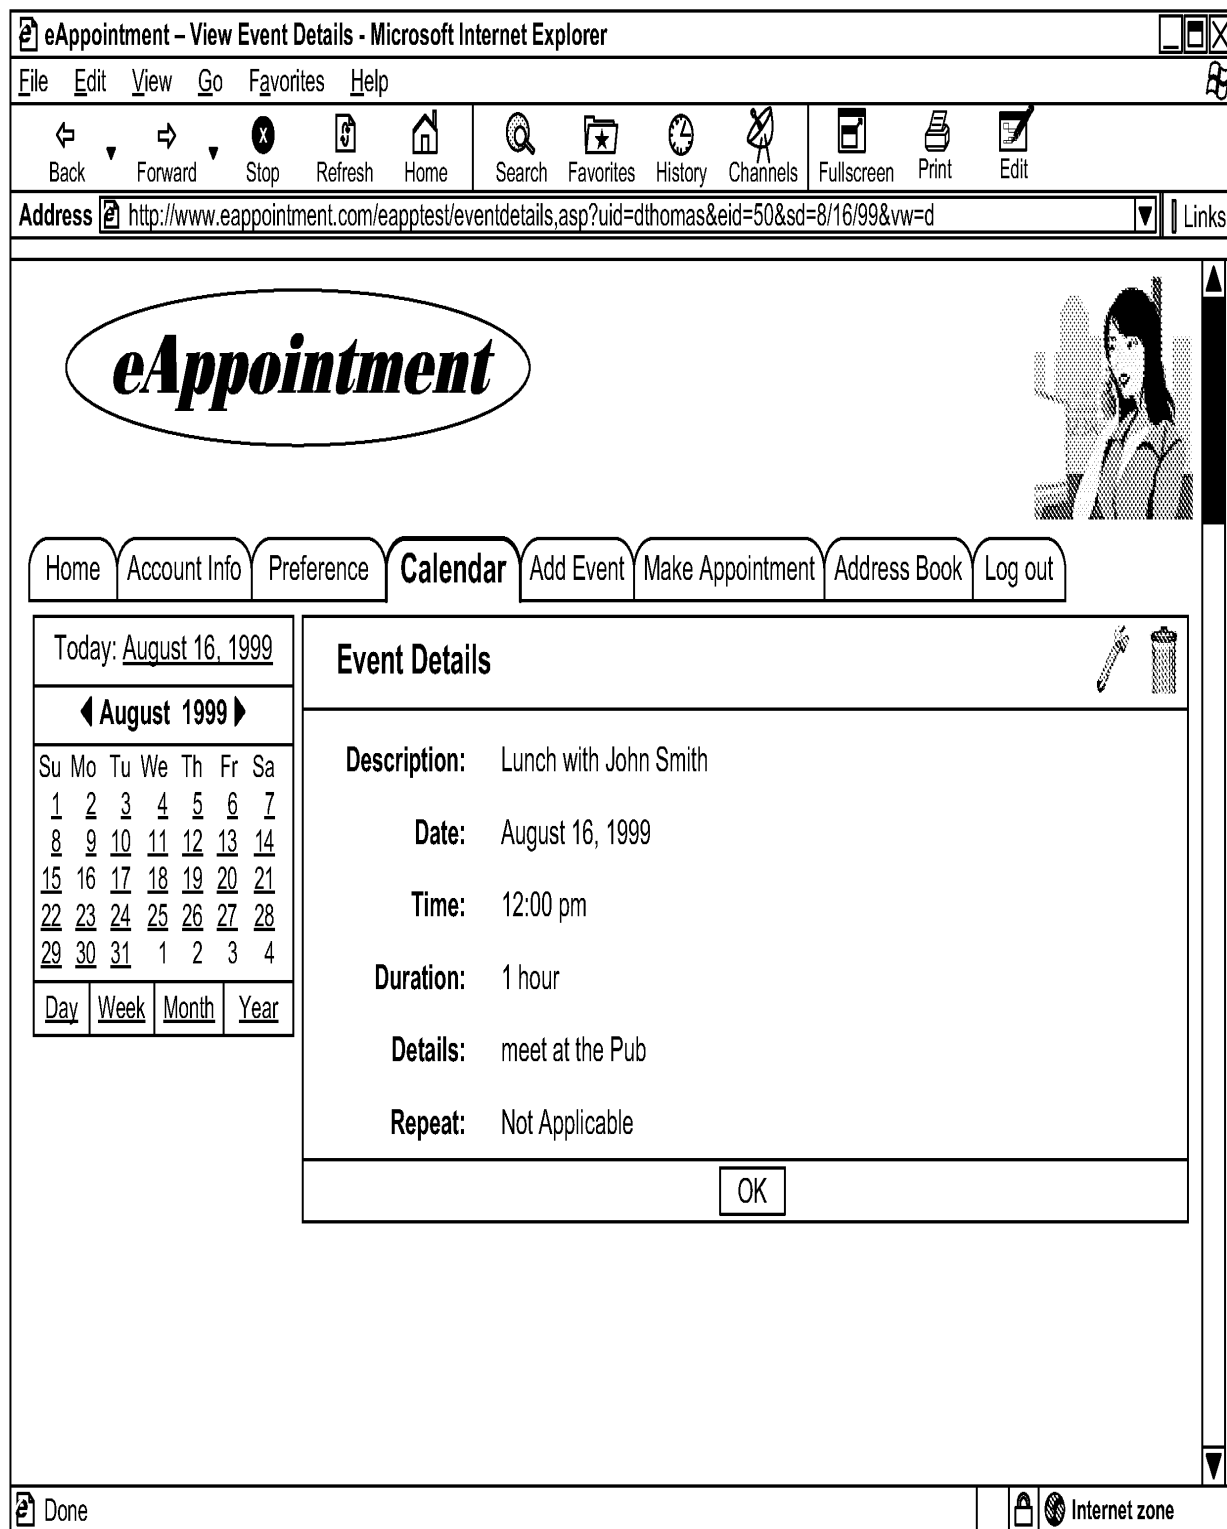 eAppointment – View Event Details - Microsoft Internet Explorer
File Edit View Go Favorites Help
Back Forward Stop Refresh Home Search Favorites History Channels Fullscreen Print Edit
Address http://www.eappointment.com/eapptest/eventdetails,asp?uid=dthomas&eid=50&sd=8/16/99&vw=d Links
eAppointment
Home Account Info Preference Calendar Add Event Make Appointment Address Book Log out
Today: August 16, 1999
August 1999
Su Mo Tu We Th Fr Sa
1 2 3 4 5 6 7
8 9 10 11 12 13 14
15 16 17 18 19 20 21
22 23 24 25 26 27 28
29 30 31 1 2 3 4
Day Week Month Year
Event Details
Description: Lunch with John Smith
Date: August 16, 1999
Time: 12:00 pm
Duration: 1 hour
Details: meet at the Pub
Repeat: Not Applicable
OK
Done Internet zone